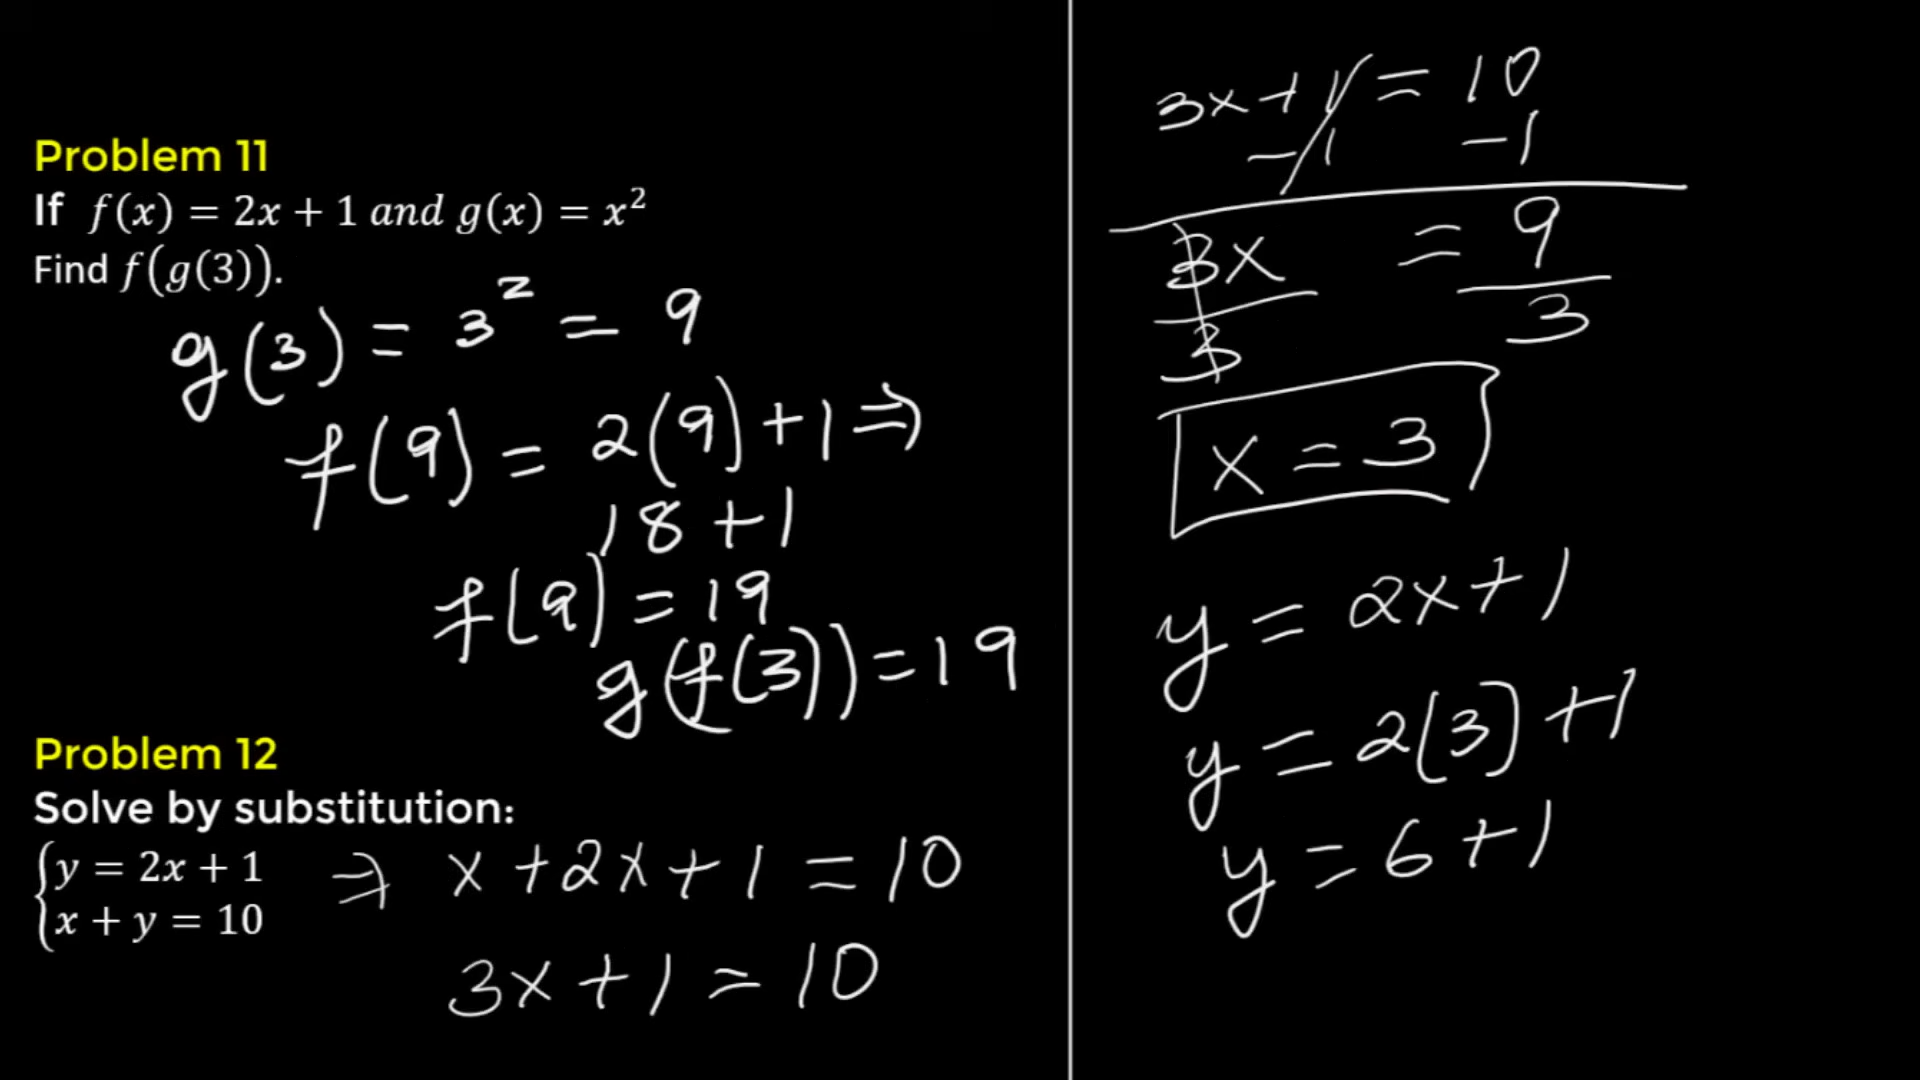 Problem 11
If f(x) = 2x + 1 and g(x) = x²
Find f(g(3)).
g(3) = 3² = 9
f(9) = 2(9) + 1 ⇒
18 + 1
f(9) = 19
g(f(3)) = 19
Problem 12
Solve by substitution:
{y = 2x + 1 ⇒ x + 2x + 1 = 10
{x + y = 10
3x + 1 = 10
3x + 1 = 10
- 1 - 1
3x = 9
3 3
x = 3
y = 2x + 1
y = 2(3) + 1
y = 6 + 1